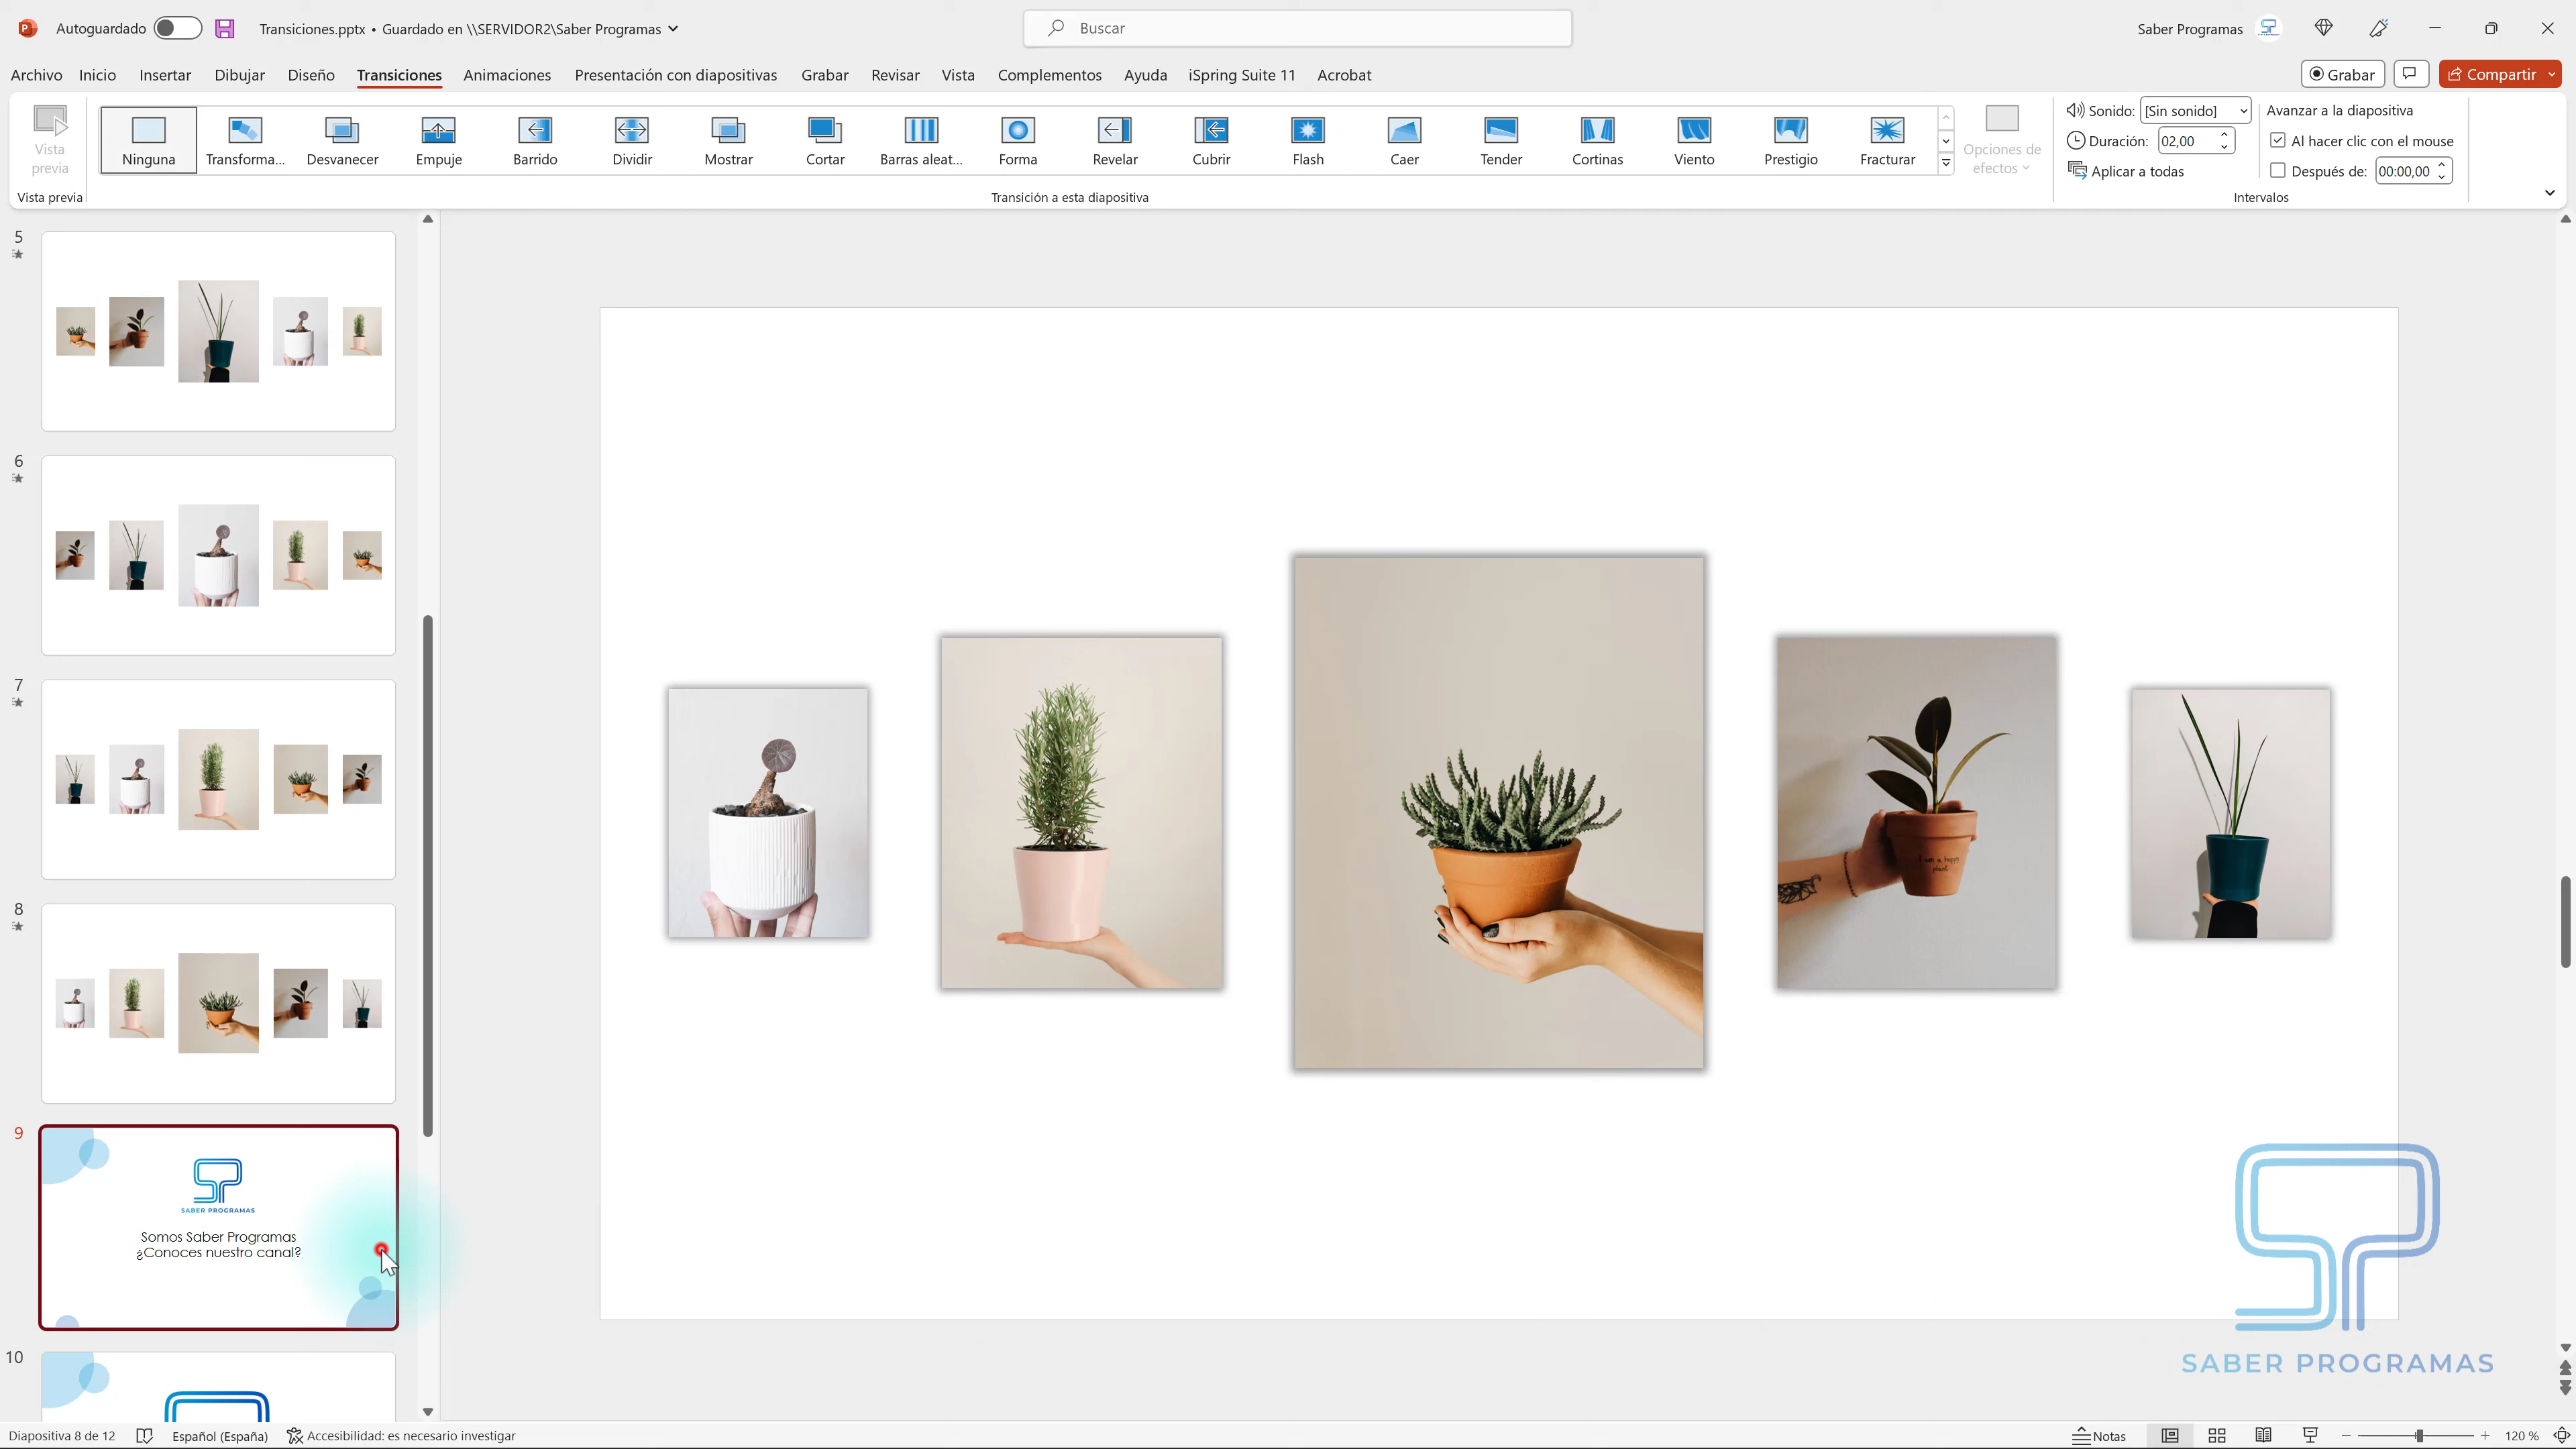 Autoguardado
Transiciones.pptx • Guardado en \\SERVIDOR2\Saber Programas
Buscar
Saber Programas
Archivo Inicio Insertar Dibujar Diseño Transiciones Animaciones Presentación con diapositivas Grabar Revisar Vista Complementos Ayuda iSpring Suite 11 Acrobat
Grabar
Compartir
Vista previa
Vista previa
Ninguna Transforma... Desvanecer Empuje Barrido Dividir Mostrar Cortar Barras aleat... Forma Revelar Cubrir Flash Caer Tender Cortinas Viento Prestigio Fracturar
Transición a esta diapositiva
Opciones de efectos
Sonido: [Sin sonido]
Duración: 02,00
Aplicar a todas
Avanzar a la diapositiva
Al hacer clic con el mouse
Después de: 00:00,00
Intervalos
5
6
7
8
9
SABER PROGRAMAS
Somos Saber Programas
¿Conoces nuestro canal?
10
I am a happy
plant
SP
SABER PROGRAMAS
Diapositiva 8 de 12
Español (España)
Accesibilidad: es necesario investigar
Notas
120 %